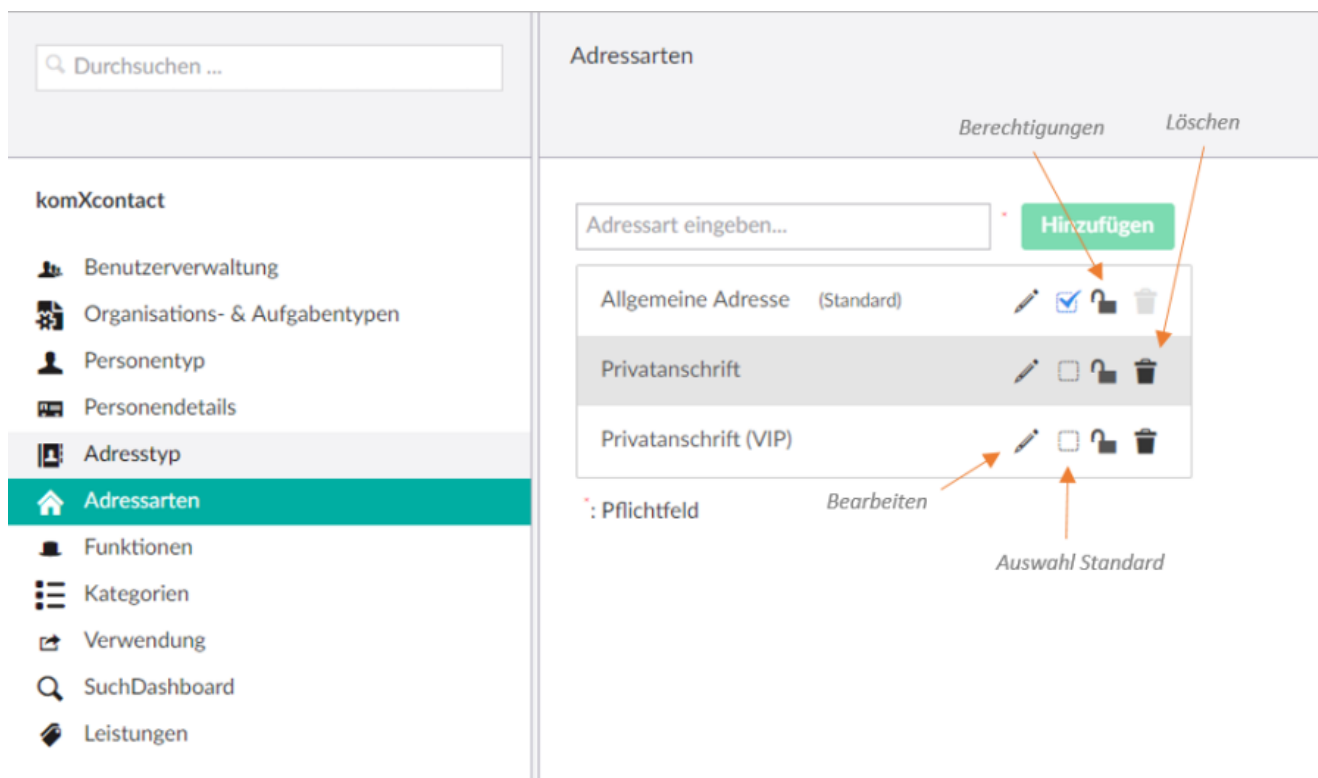 Durchsuchen ...
komXcontact
Benutzerverwaltung
Organisations- & Aufgabentypen
Personentyp
Personendetails
Adresstyp
Adressarten
Funktionen
Kategorien
Verwendung
SuchDashboard
Leistungen
Adressarten
Berechtigungen
Löschen
Adressart eingeben... *
Hinzufügen
Allgemeine Adresse (Standard)
Privatanschrift
Privatanschrift (VIP)
*: Pflichtfeld
Bearbeiten
Auswahl Standard